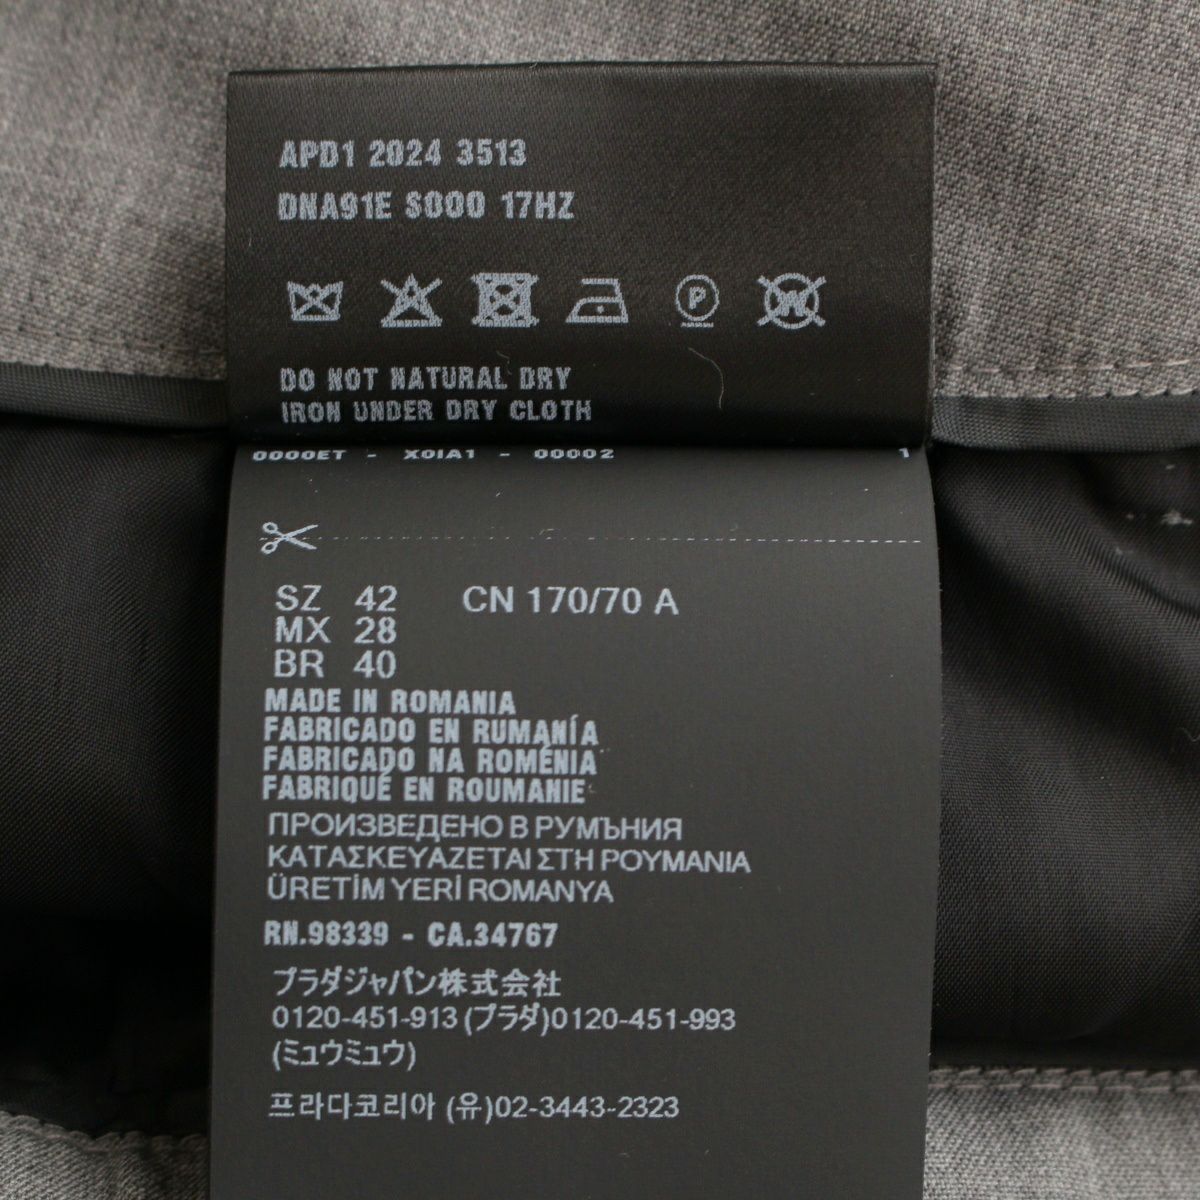 APD1 2024 3513
DNA91E S000 17HZ
P W
DO NOT NATURAL DRY
IRON UNDER DRY CLOTH
0000ET - X0IA1 - 00002 1
SZ 42 CN 170/70 A
MX 28
BR 40
MADE IN ROMANIA
FABRICADO EN RUMANÍA
FABRICADO NA ROMÉNIA
FABRIQUÉ EN ROUMANIE
ПРОИЗВЕДЕНО В РУМЪНИЯ
ΚΑΤΑΣΚΕΥΑΖΕΤΑΙ ΣΤΗ ΡΟΥΜΑΝΙΑ
ÜRETİM YERİ ROMANYA
RN.98339 - CA.34767
プラダジャパン株式会社
0120-451-913 (プラダ)0120-451-993
(ミュウミュウ)
프라다코리아 (유)02-3443-2323